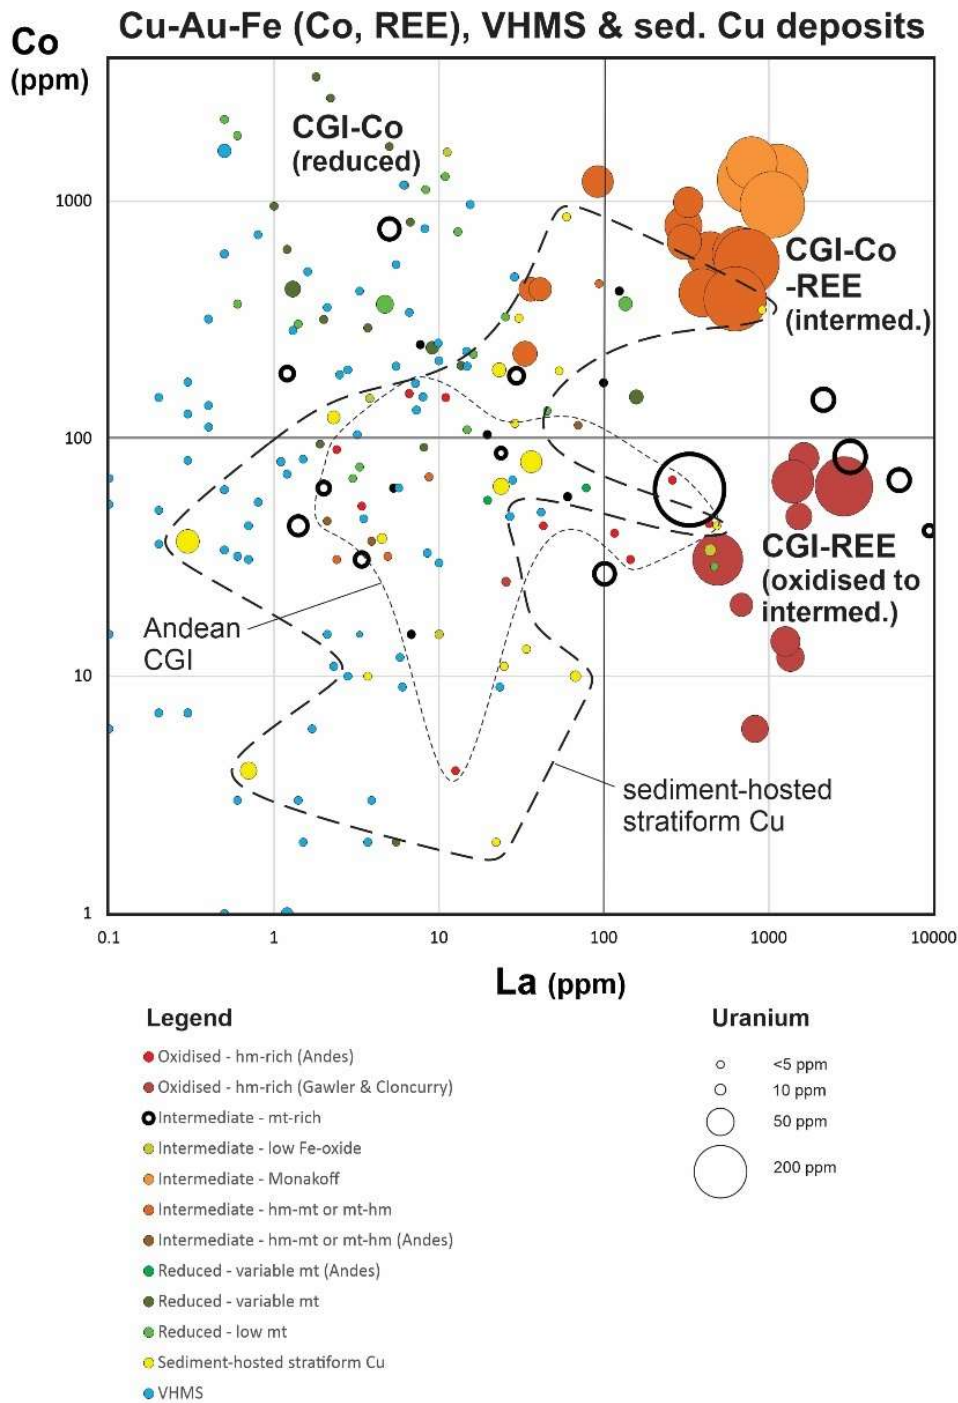 Cu-Au-Fe (Co, REE), VHMS & sed. Cu deposits
Co
(ppm)
CGI-Co
(reduced)
1000
CGI-Co
-REE
(intermed.)
100
CGI-REE
(oxidised to
intermed.)
Andean
CGI
10
sediment-hosted
stratiform Cu
1
0.1
1
10
100
1000
10000
La (ppm)
Legend
Oxidised - hm-rich (Andes)
Oxidised - hm-rich (Gawler & Cloncurry)
Intermediate - mt-rich
Intermediate - low Fe-oxide
Intermediate - Monakoff
Intermediate - hm-mt or mt-hm
Intermediate - hm-mt or mt-hm (Andes)
Reduced - variable mt (Andes)
Reduced - variable mt
Reduced - low mt
Sediment-hosted stratiform Cu
VHMS
Uranium
<5 ppm
10 ppm
50 ppm
200 ppm